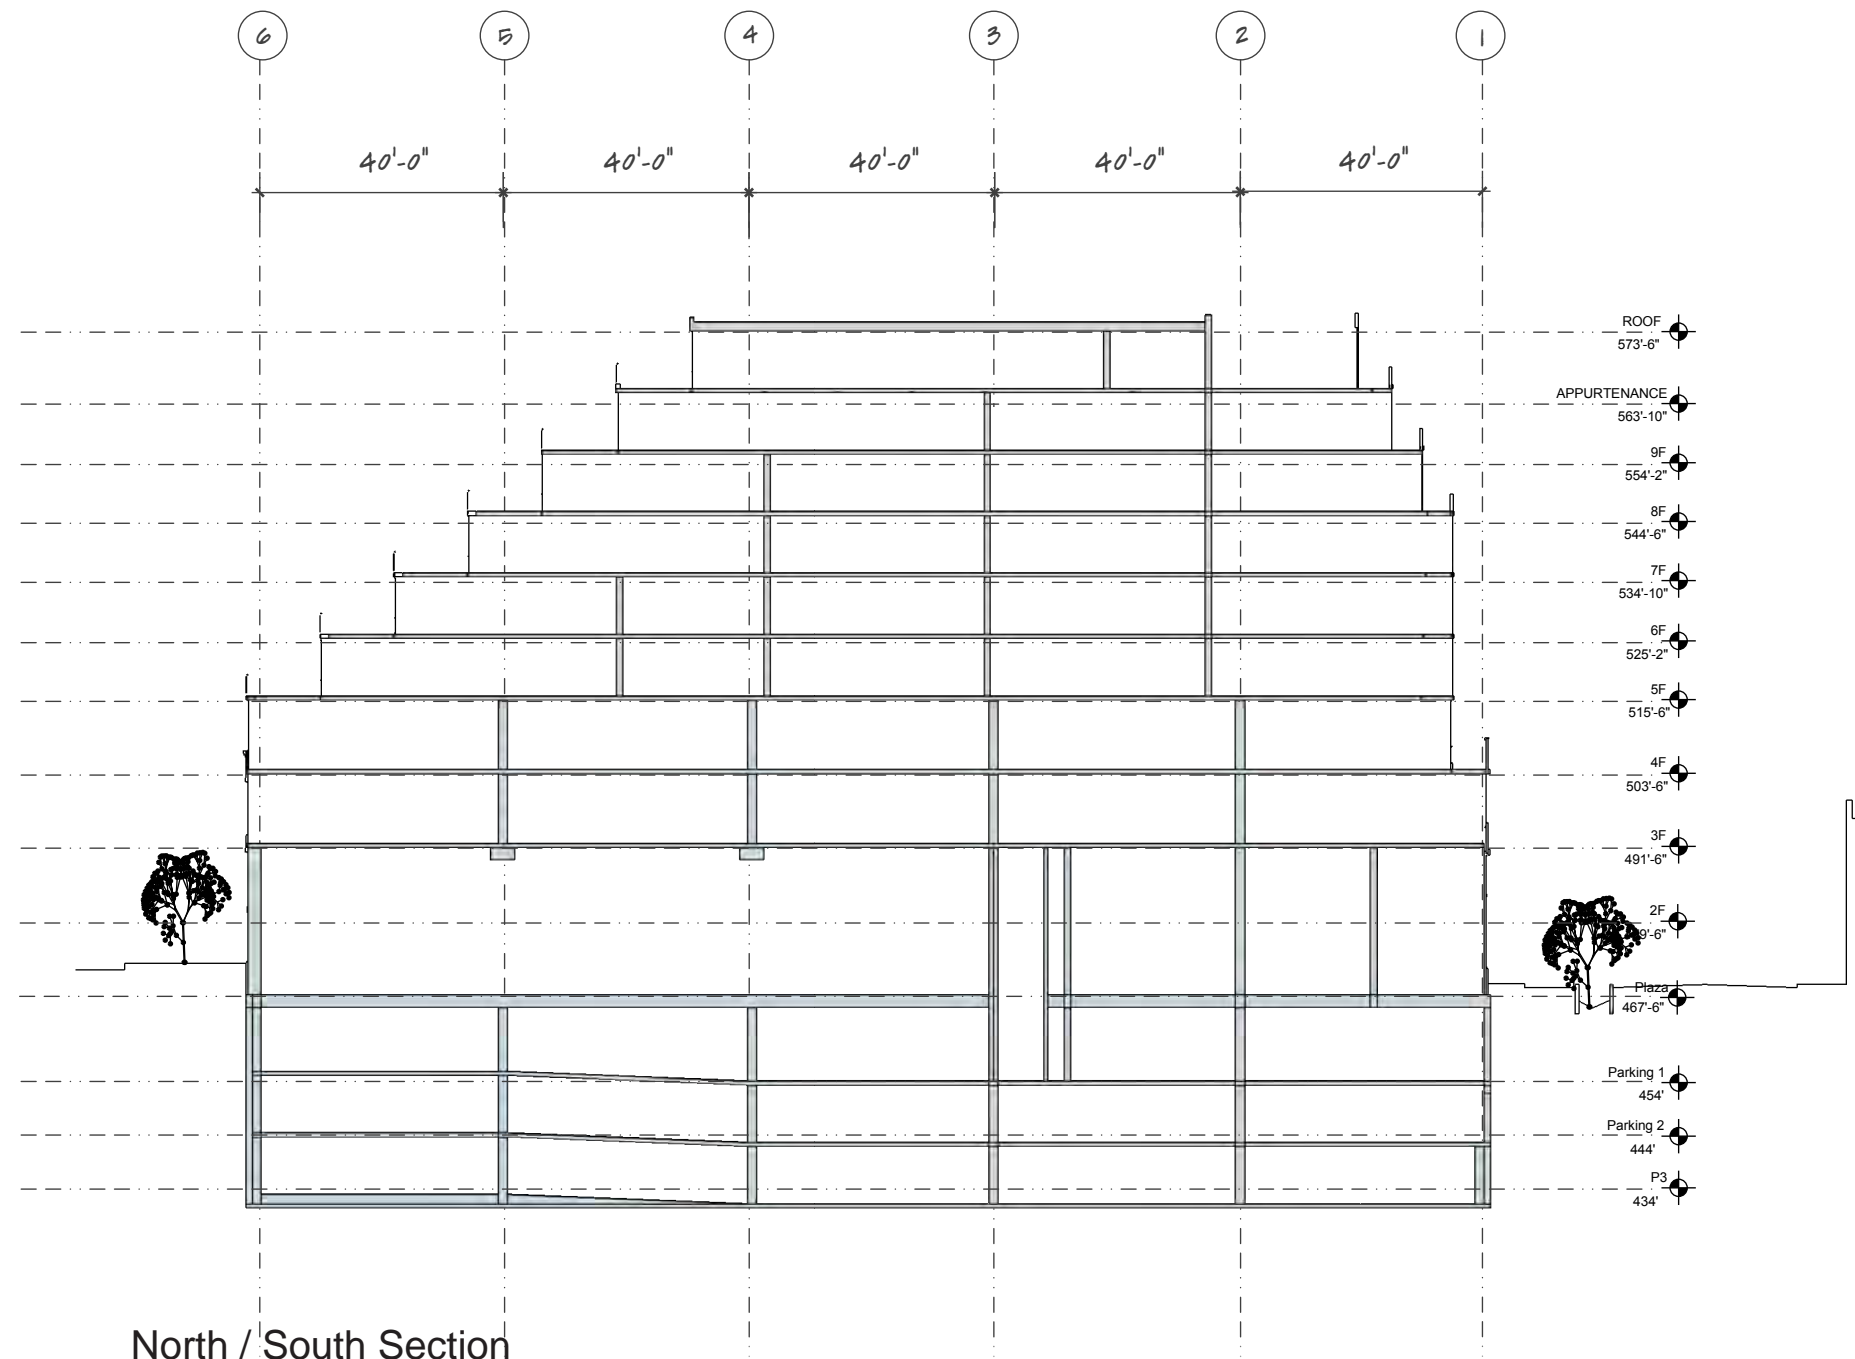 6 5 4 3 2 1
40'-0" 40'-0" 40'-0" 40'-0" 40'-0"
ROOF
573'-6"
APPURTENANCE
563'-10"
9F
554'-2"
8F
544'-6"
7F
534'-10"
6F
525'-2"
5F
515'-6"
4F
503'-6"
3F
491'-6"
2F
Plaza
467'-6"
Parking 1
454'
Parking 2
444'
P3
434'
North / South Section